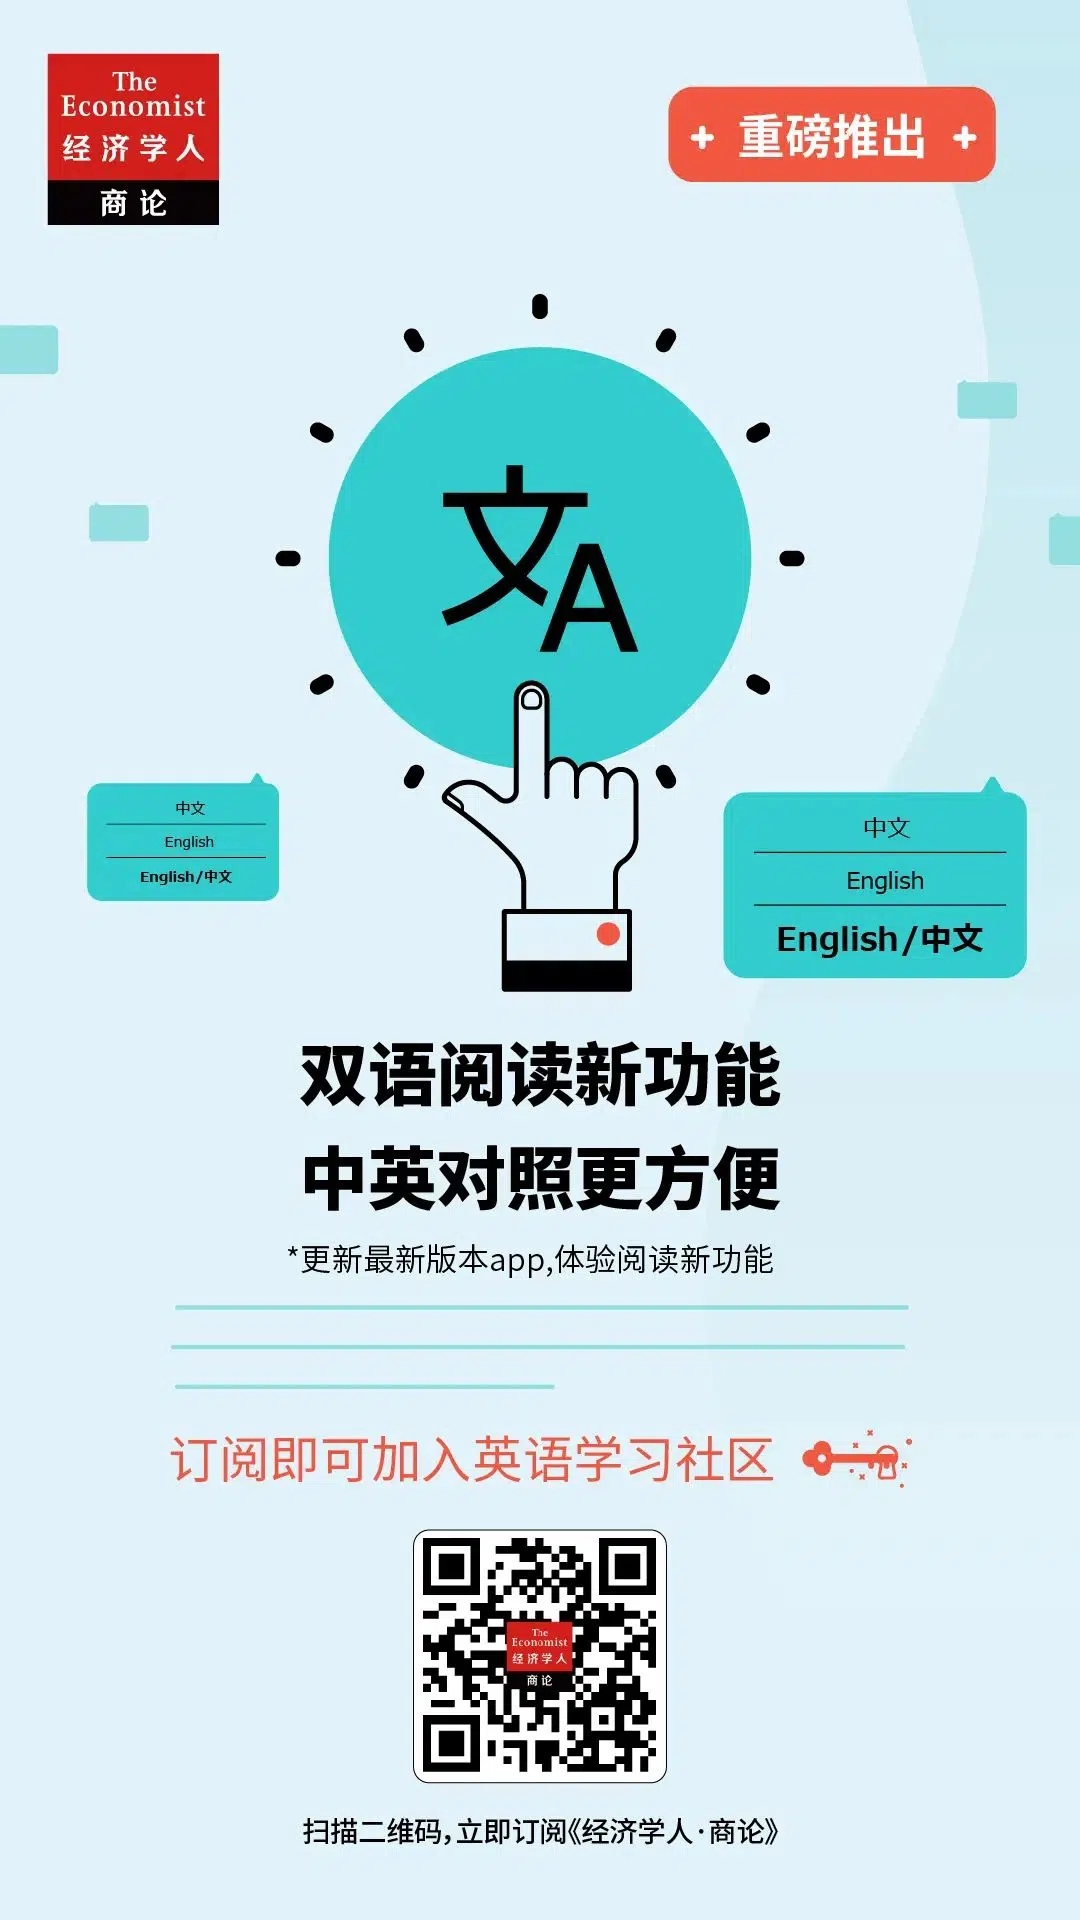 The
Economist
经济学人
商论
+ 重磅推出 +
文A
中文
English
English/中文
中文
English
English/中文
双语阅读新功能
中英对照更方便
*更新最新版本app,体验阅读新功能
订阅即可加入英语学习社区
The
Economist
经济学人
商论
扫描二维码,立即订阅《经济学人·商论》